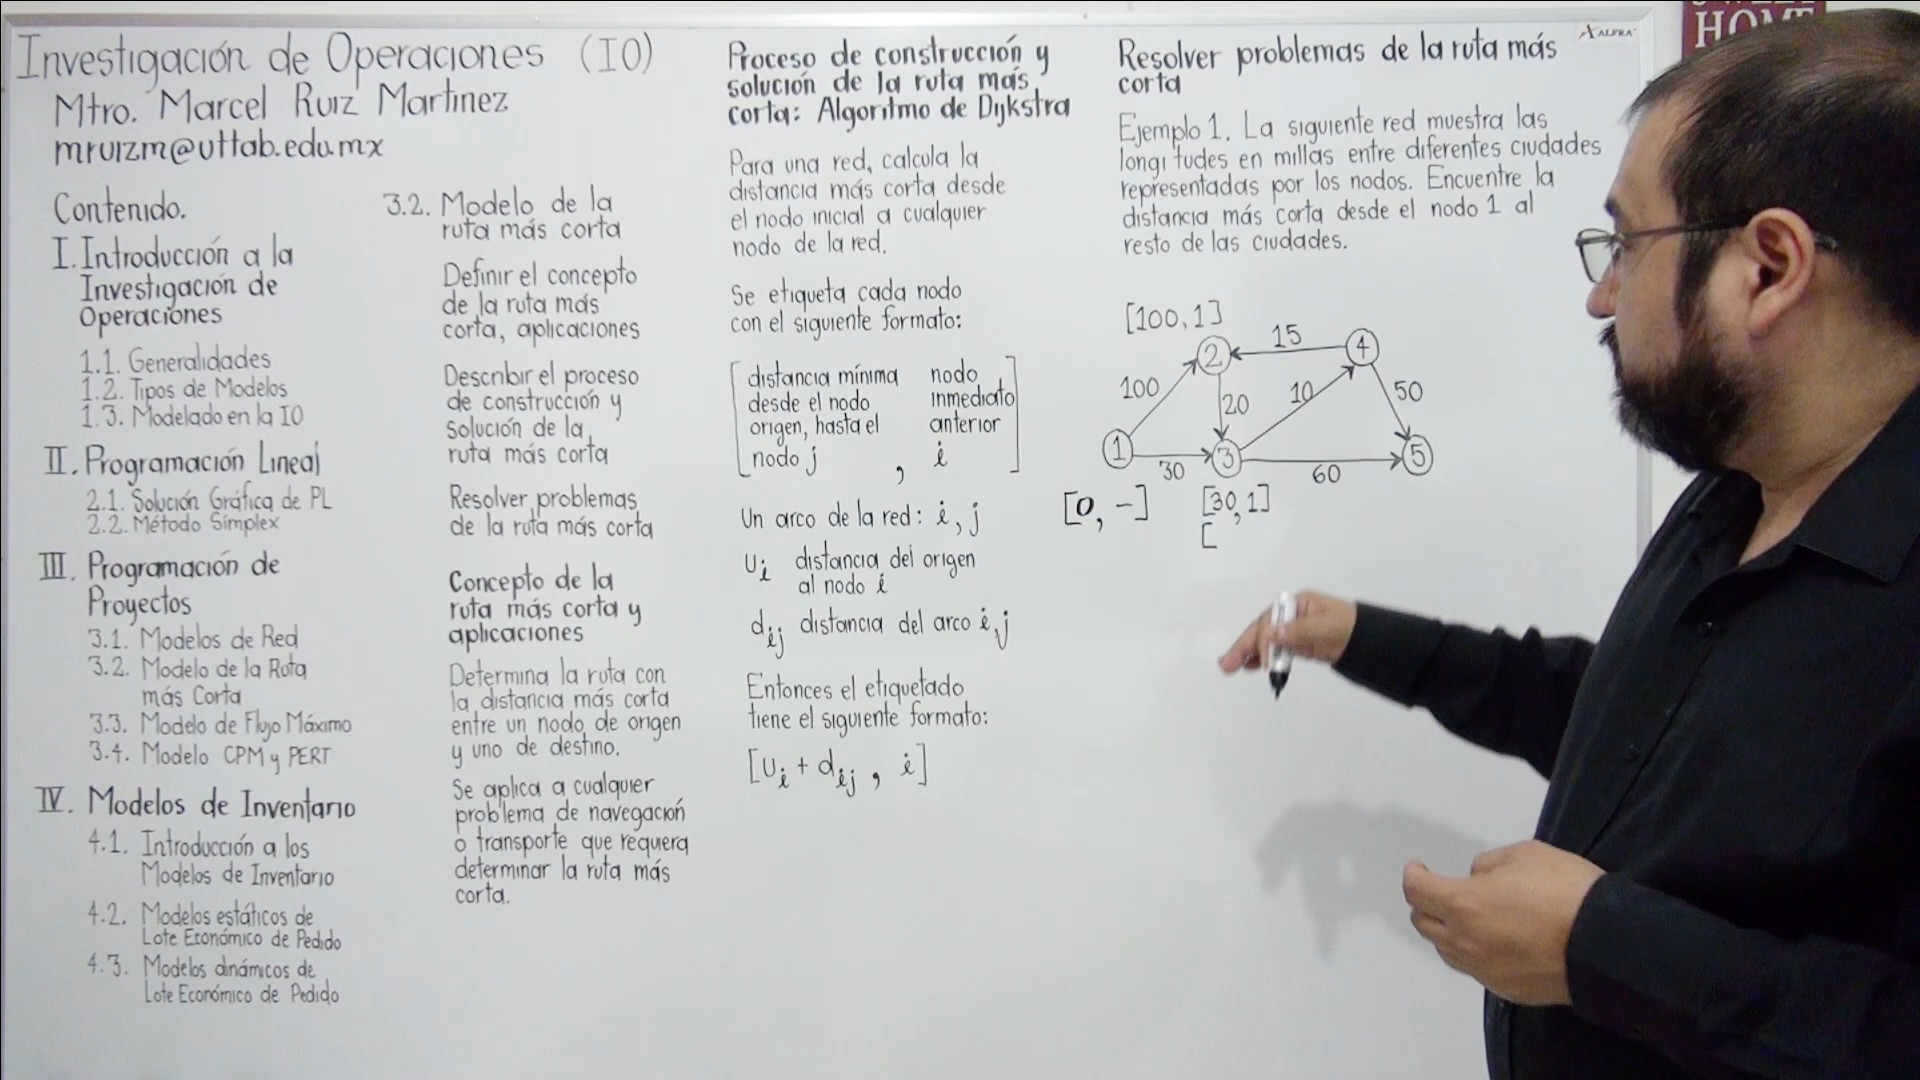 Investigación de Operaciones (IO)
Mtro. Marcel Ruiz Martinez
mruizm@uttab.edu.mx
Contenido.
I. Introducción a la
Investigación de
Operaciones
1.1. Generalidades
1.2. Tipos de Modelos
1.3. Modelado en la IO
II. Programación Lineal
2.1. Solución Gráfica de PL
2.2. Método Simplex
III. Programación de
Proyectos
3.1. Modelos de Red
3.2. Modelo de la Ruta
más Corta
3.3. Modelo de Flujo Máximo
3.4. Modelo CPM y PERT
IV. Modelos de Inventario
4.1. Introducción a los
Modelos de Inventario
4.2. Modelos estáticos de
Lote Económico de Pedido
4.3. Modelos dinámicos de
Lote Económico de Pedido
3.2. Modelo de la
ruta más corta
Definir el concepto
de la ruta más
corta, aplicaciones
Describir el proceso
de construcción y
solución de la
ruta más corta
Resolver problemas
de la ruta más corta
Concepto de la
ruta más corta y
aplicaciones
Determina la ruta con
la distancia más corta
entre un nodo de origen
y uno de destino.
Se aplica a cualquier
problema de navegación
o transporte que requiera
determinar la ruta más
corta.
Proceso de construcción y
solución de la ruta más
corta: Algoritmo de Dijkstra
Para una red, calcula la
distancia más corta desde
el nodo inicial a cualquier
nodo de la red.
Se etiqueta cada nodo
con el siguiente formato:
[distancia mínima nodo
desde el nodo inmediato
origen, hasta el anterior
nodo j , i]
Un arco de la red: i, j
ui distancia del origen
al nodo i
dij distancia del arco i, j
Entonces el etiquetado
tiene el siguiente formato:
[ui + dij , i]
Resolver problemas de la ruta más
corta
Ejemplo 1. La siguiente red muestra las
longitudes en millas entre diferentes ciudades
representadas por los nodos. Encuentre la
distancia más corta desde el nodo 1 al
resto de las ciudades.
[100, 1]
2 15 4
100 20 10 50
1 30 3 60 5
[0, -] [30, 1]
[
ALFRA
HOME